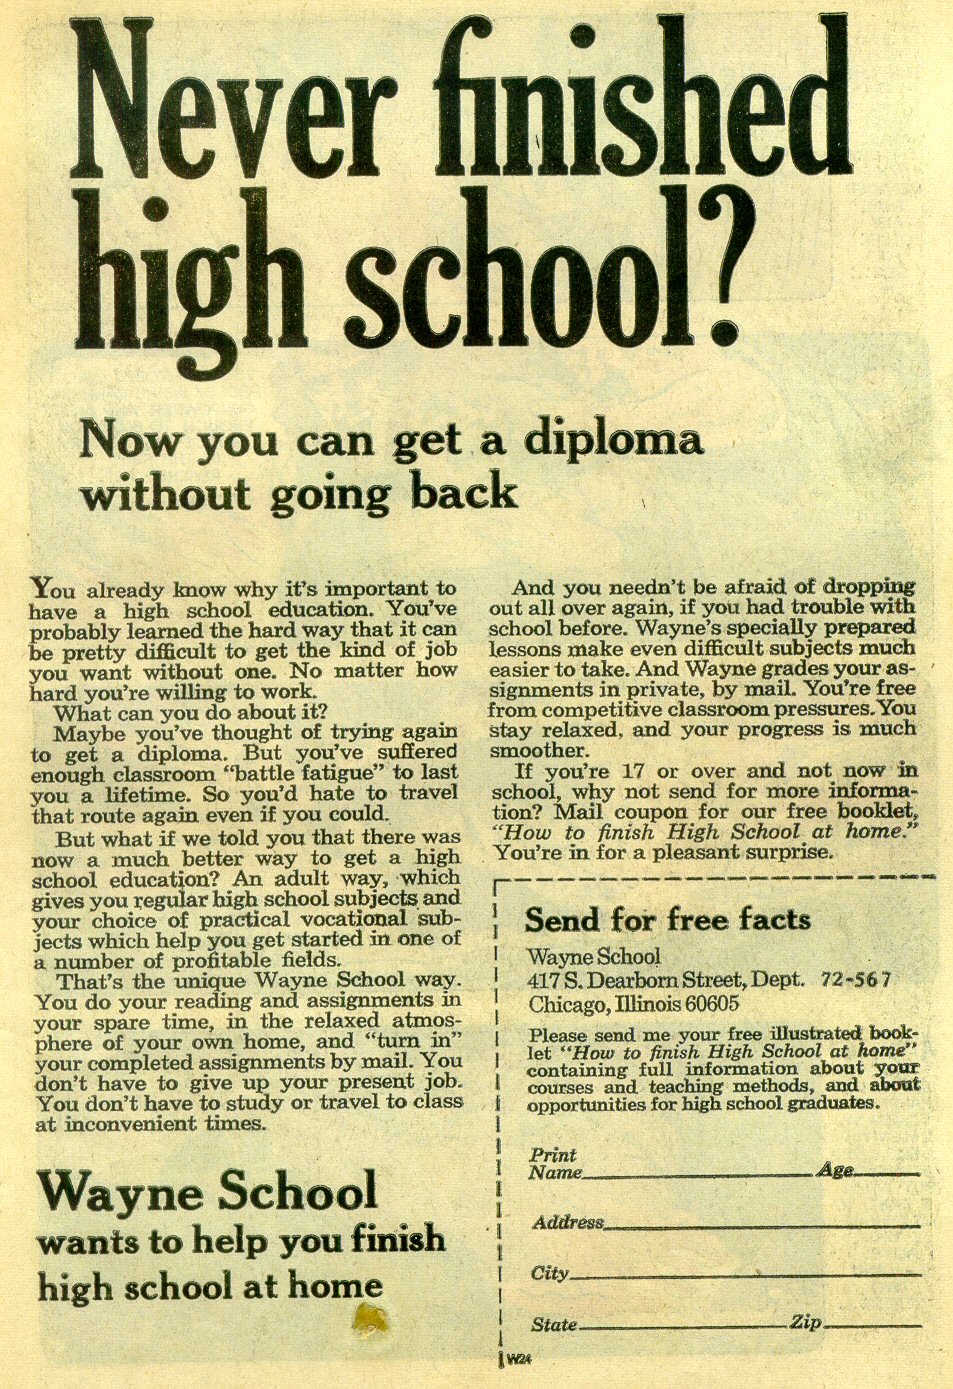 Never finished
high school?
Now you can get a diploma
without going back
You already know why it's important to
have a high school education. You've
probably learned the hard way that it can
be pretty difficult to get the kind of job
you want without one. No matter how
hard you're willing to work.
What can you do about it?
Maybe you've thought of trying again
to get a diploma. But you've suffered
enough classroom "battle fatigue" to last
you a lifetime. So you'd hate to travel
that route again even if you could.
But what if we told you that there was
now a much better way to get a high
school education? An adult way, which
gives you regular high school subjects and
your choice of practical vocational sub-
jects which help you get started in one of
a number of profitable fields.
That's the unique Wayne School way.
You do your reading and assignments in
your spare time, in the relaxed atmos-
phere of your own home, and "turn in"
your completed assignments by mail. You
don't have to give up your present job.
You don't have to study or travel to class
at inconvenient times.
Wayne School
wants to help you finish
high school at home
And you needn't be afraid of dropping
out all over again, if you had trouble with
school before. Wayne's specially prepared
lessons make even difficult subjects much
easier to take. And Wayne grades your as-
signments in private, by mail. You're free
from competitive classroom pressures. You
stay relaxed, and your progress is much
smoother.
If you're 17 or over and not now in
school, why not send for more informa-
tion? Mail coupon for our free booklet,
"How to finish High School at home."
You're in for a pleasant surprise.
Send for free facts
Wayne School
417 S. Dearborn Street, Dept. 72-567
Chicago, Illinois 60605
Please send me your free illustrated book-
let "How to finish High School at home"
containing full information about your
courses and teaching methods, and about
opportunities for high school graduates.
Print
Name Age
Address
City
State Zip
W24